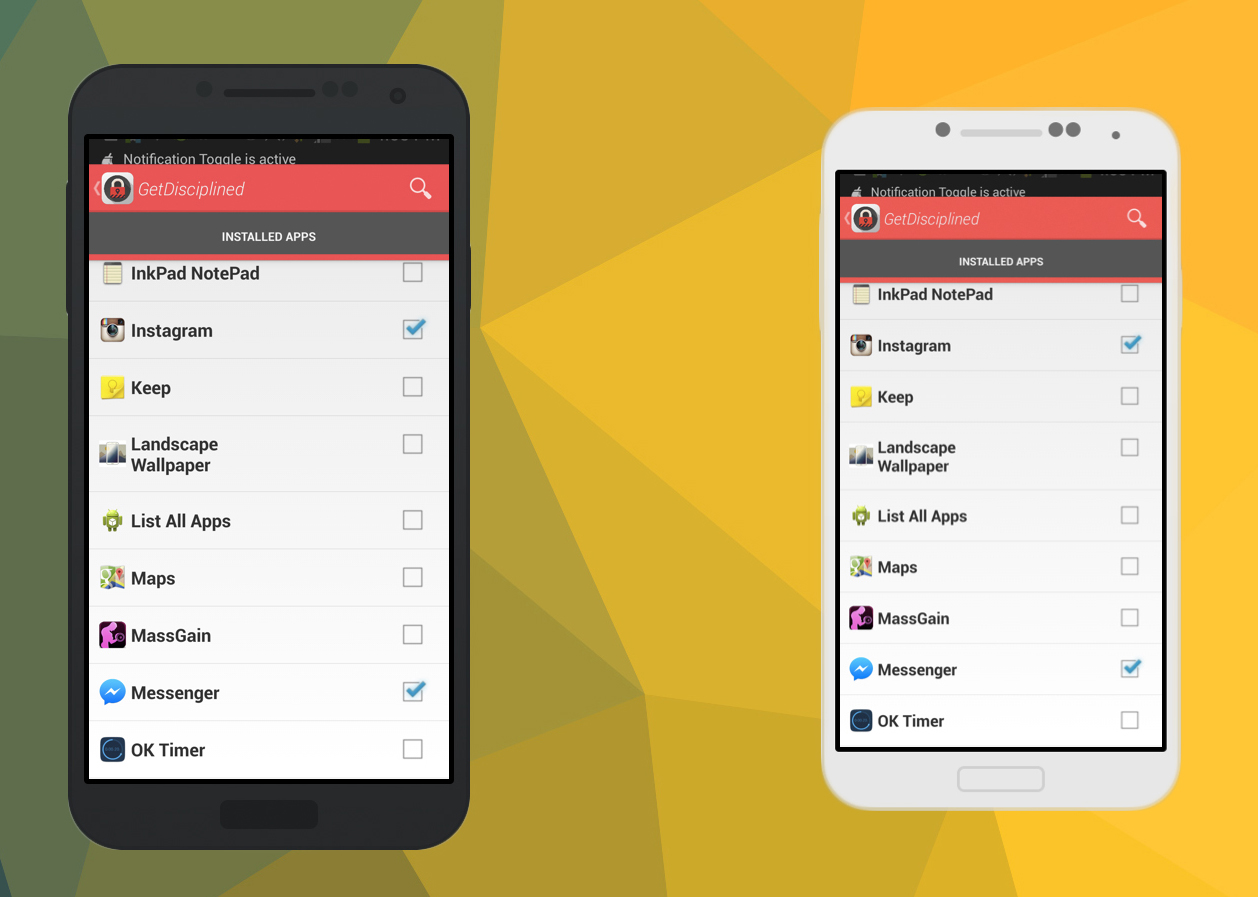 Notification Toggle is active
GetDisciplined
INSTALLED APPS
InkPad NotePad
Instagram
Keep
Landscape
Wallpaper
List All Apps
Maps
MassGain
Messenger
OK Timer
Notification Toggle is active
GetDisciplined
INSTALLED APPS
InkPad NotePad
Instagram
Keep
Landscape
Wallpaper
List All Apps
Maps
MassGain
Messenger
OK Timer